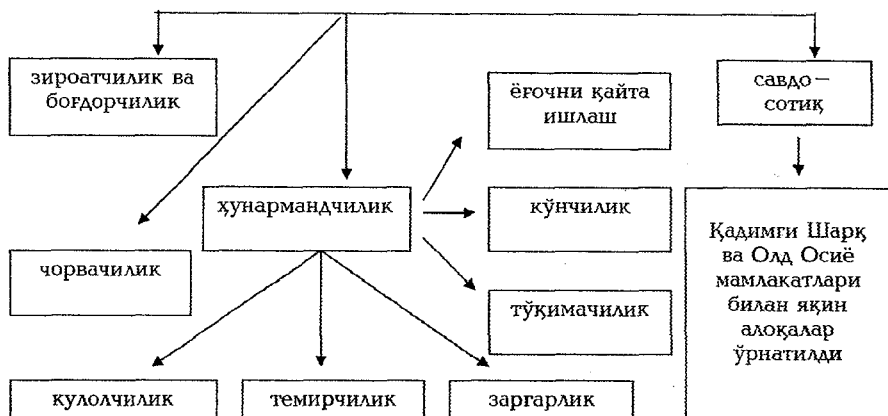 зироатчилик ва
боғдорчилик
ёғочни қайта
ишлаш
савдо–
сотиқ
ҳунармандчилик
кўнчилик
Қадимги Шарқ
ва Олд Осиё
мамлакатлари
билан яқин
алоқалар
ўрнатилди
чорвачилик
тўқимачилик
кулолчилик
темирчилик
заргарлик